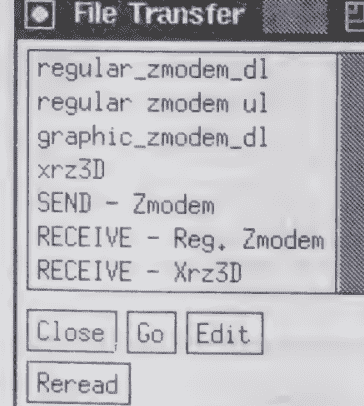 File Transfer
regular_zmodem_dl
regular zmodem ul
graphic_zmodem_dl
xrz3D
SEND - Zmodem
RECEIVE - Reg. Zmodem
RECEIVE - Xrz3D
Close Go Edit
Reread